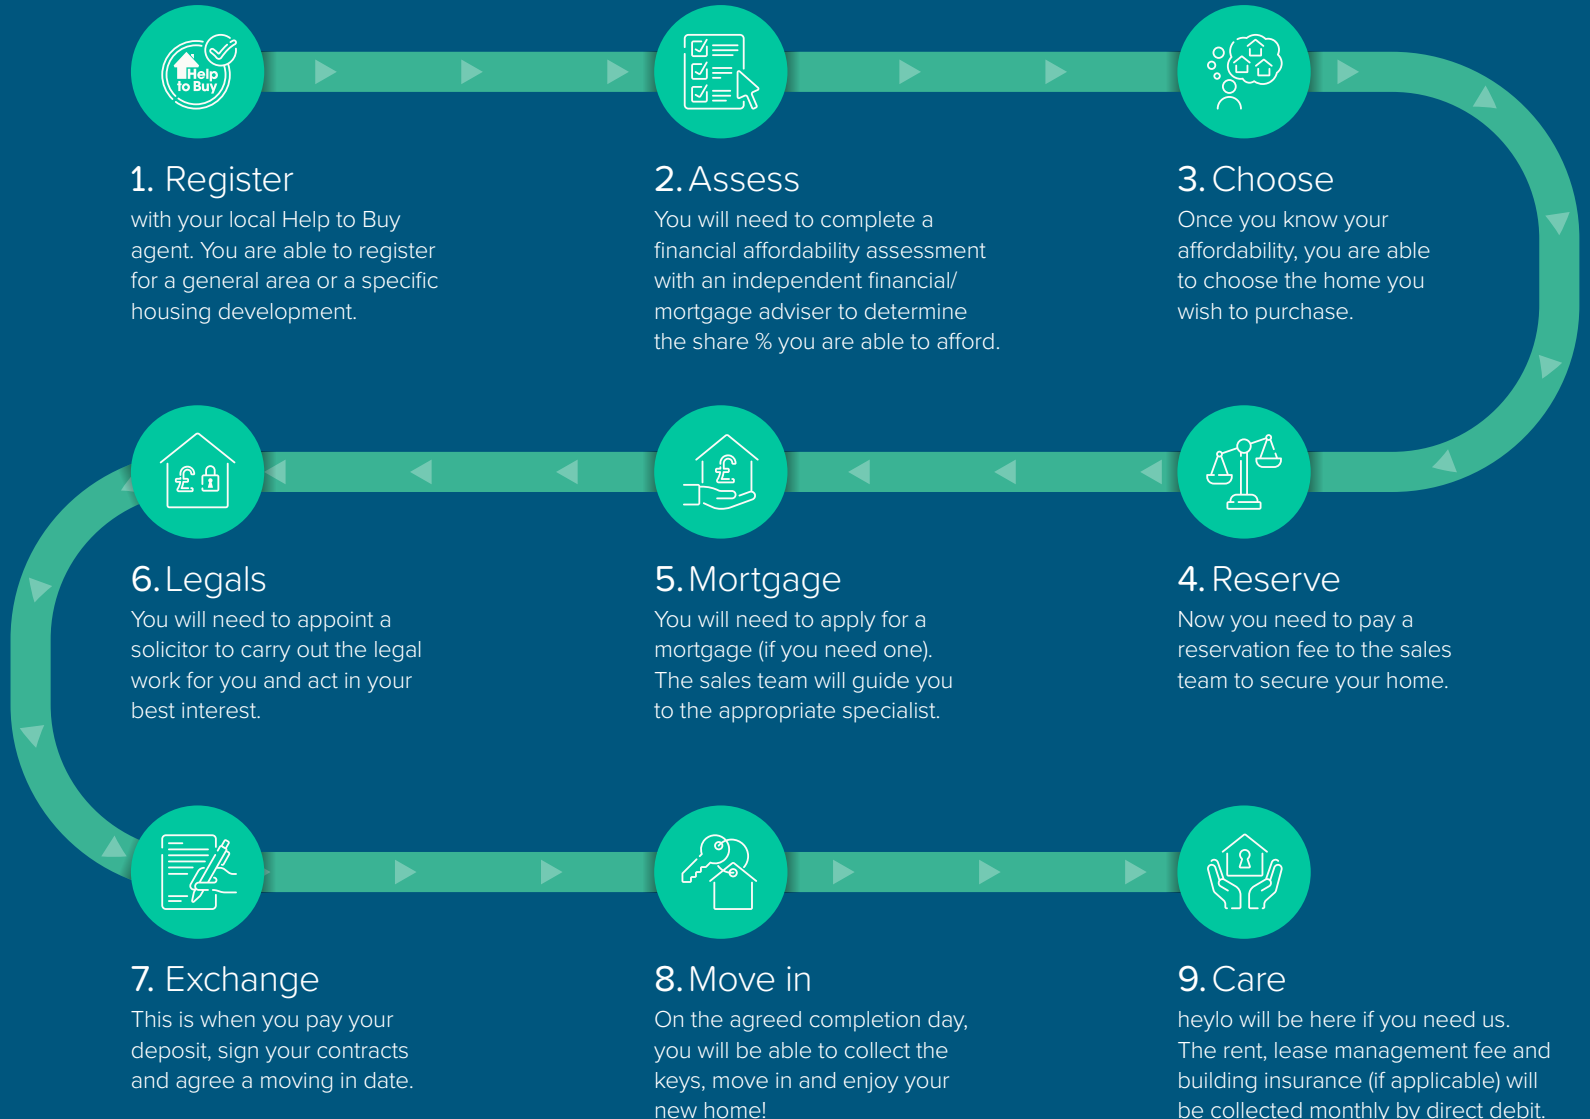 Help
to Buy
1. Register
with your local Help to Buy
agent. You are able to register
for a general area or a specific
housing development.
2. Assess
You will need to complete a
financial affordability assessment
with an independent financial/
mortgage adviser to determine
the share % you are able to afford.
3. Choose
Once you know your
affordability, you are able
to choose the home you
wish to purchase.
£
£
4. Reserve
Now you need to pay a
reservation fee to the sales
team to secure your home.
5. Mortgage
You will need to apply for a
mortgage (if you need one).
The sales team will guide you
to the appropriate specialist.
6. Legals
You will need to appoint a
solicitor to carry out the legal
work for you and act in your
best interest.
7. Exchange
This is when you pay your
deposit, sign your contracts
and agree a moving in date.
8. Move in
On the agreed completion day,
you will be able to collect the
keys, move in and enjoy your
new home!
9. Care
heylo will be here if you need us.
The rent, lease management fee and
building insurance (if applicable) will
be collected monthly by direct debit.